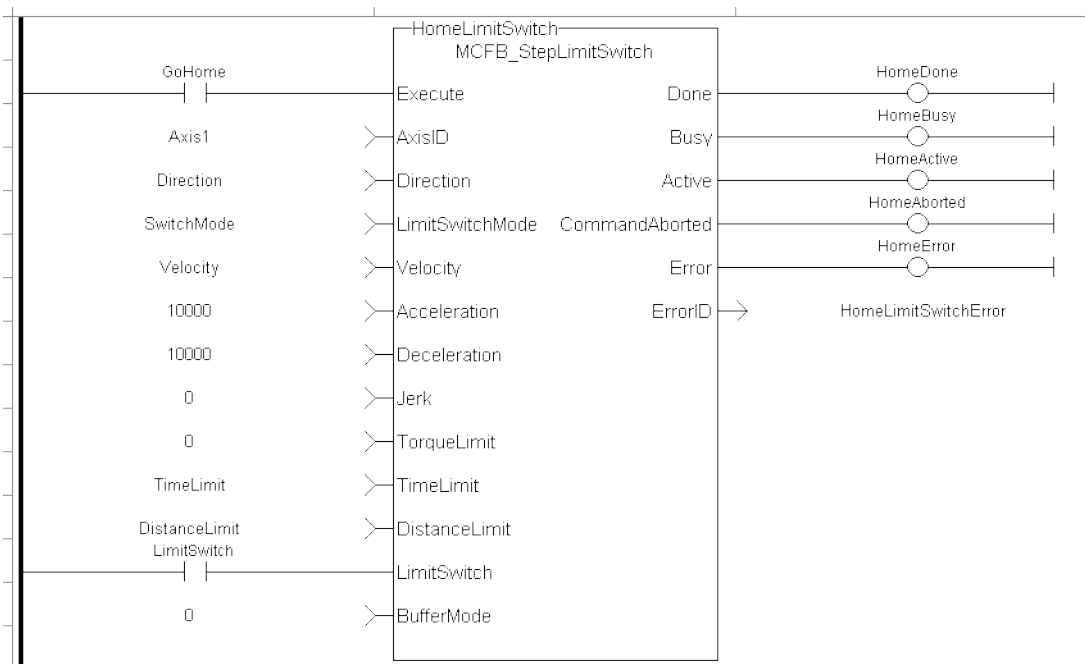 HomeLimitSwitch
MCFB_StepLimitSwitch
GoHome Execute Done HomeDone
Axis1 AxisID Busy HomeBusy
Direction Direction Active HomeActive
SwitchMode LimitSwitchMode CommandAborted HomeAborted
Velocity Velocity Error HomeError
10000 Acceleration ErrorID HomeLimitSwitchError
10000 Deceleration
0 Jerk
0 TorqueLimit
TimeLimit TimeLimit
DistanceLimit DistanceLimit
LimitSwitch LimitSwitch
0 BufferMode